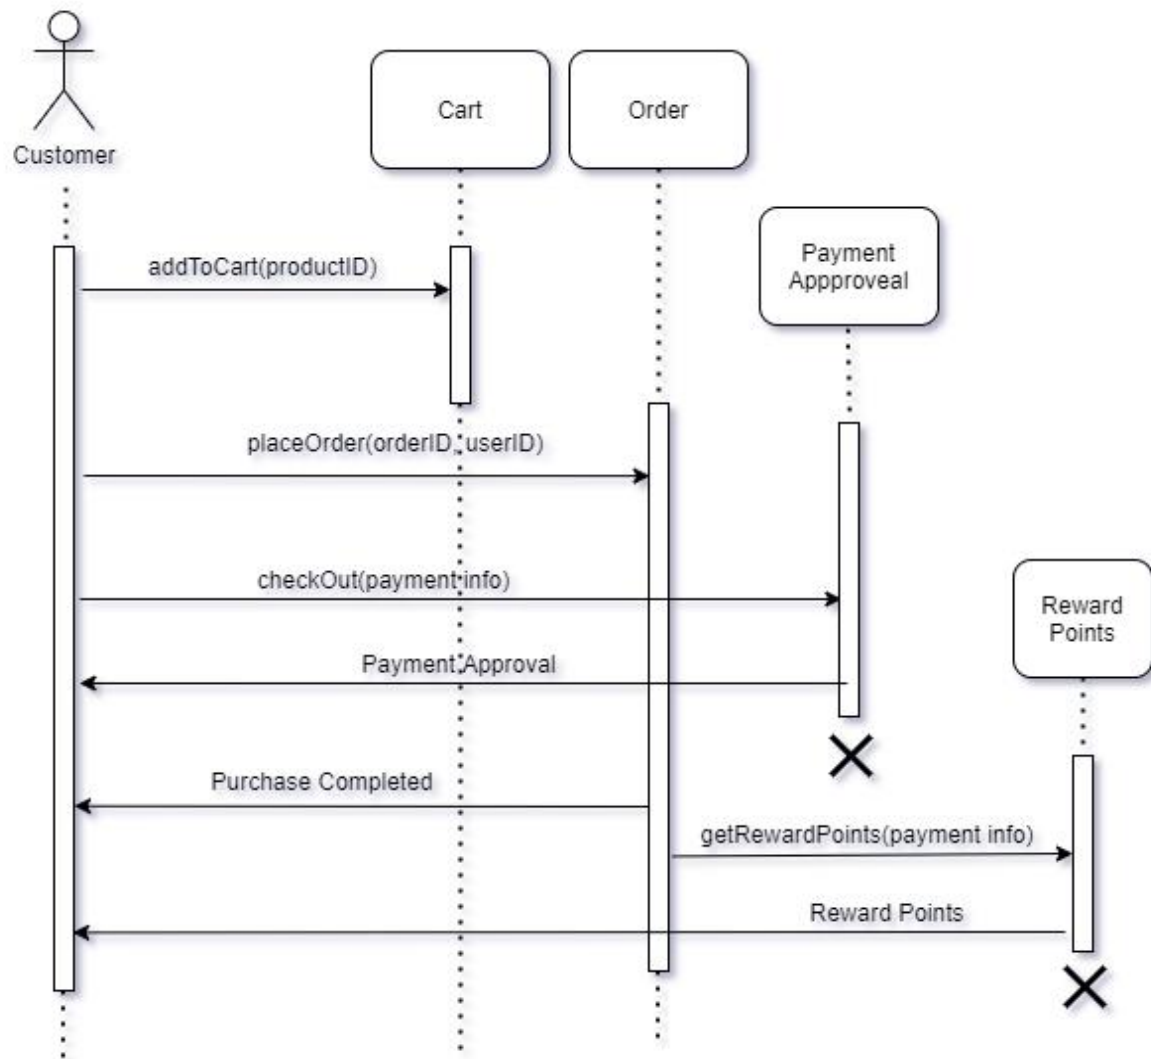 Cart
Order
Customer
Payment
Appproveal
addToCart(productID)
placeOrder(orderID, userID)
checkOut(payment info)
Reward
Points
Payment Approval
Purchase Completed
getRewardPoints(payment info)
Reward Points